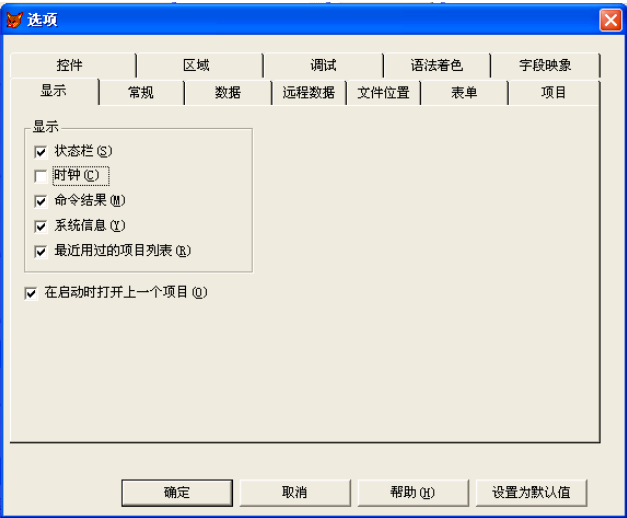 选项
控件 区域 调试 语法着色 字段映象
显示 常规 数据 远程数据 文件位置 表单 项目
显示
状态栏(S)
时钟(C)
命令结果(M)
系统信息(Y)
最近用过的项目列表(R)
在启动时打开上一个项目(O)
确定 取消 帮助(H) 设置为默认值